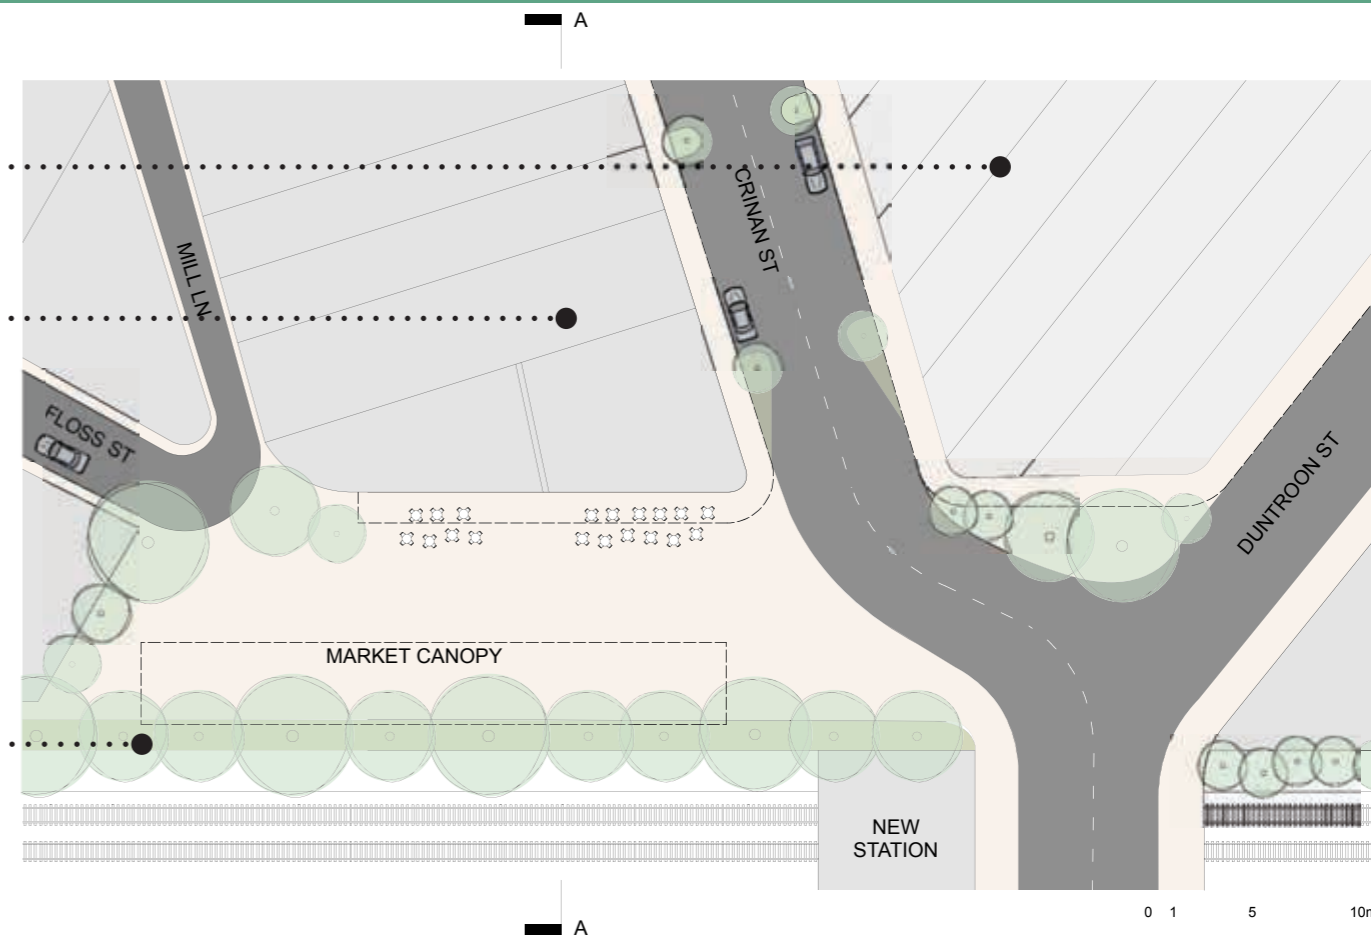 A
CRINAN ST
MILL LN
FLOSS ST
DUNTROON ST
MARKET CANOPY
NEW
STATION
0 1 5 10m
A